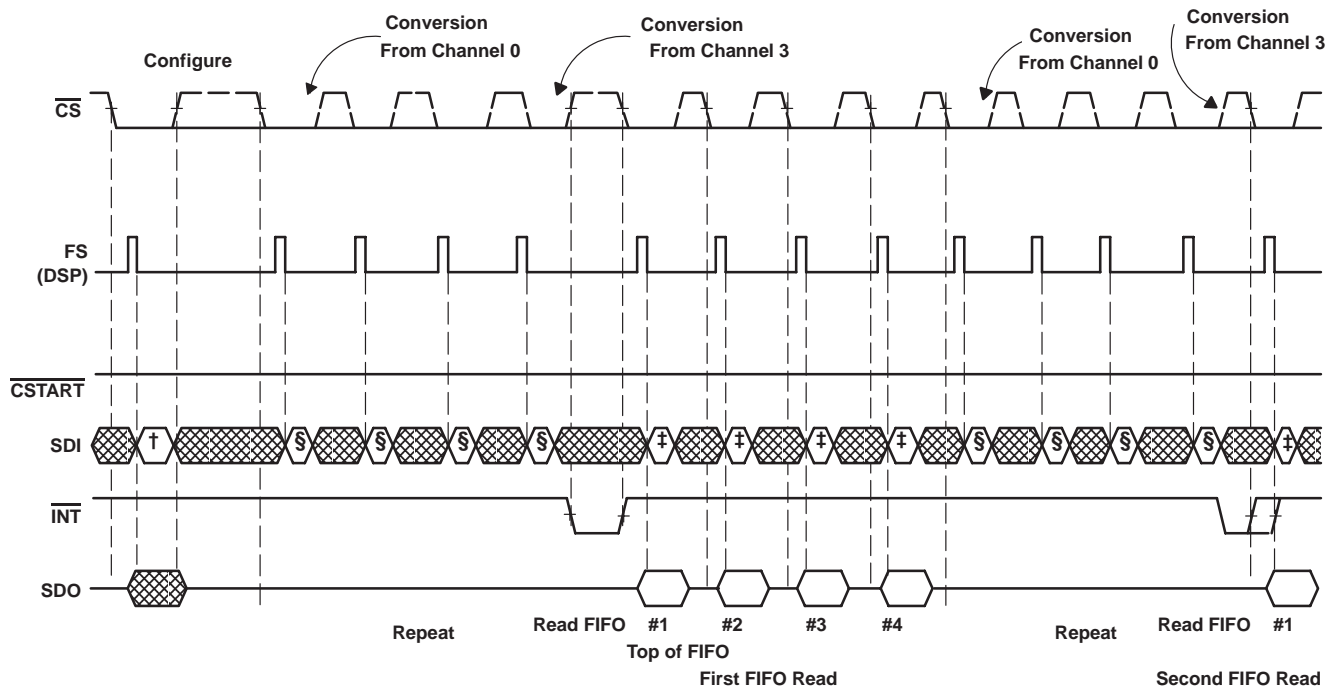 Conversion
From Channel 0
Conversion
From Channel 3
Conversion
From Channel 0
Conversion
From Channel 3
Configure
CS
FS
(DSP)
CSTART
SDI † § § § § ‡ ‡ ‡ ‡ § § § § ‡
INT
SDO
Repeat
Read FIFO #1 #2 #3 #4
Top of FIFO
First FIFO Read
Repeat
Read FIFO #1
Second FIFO Read